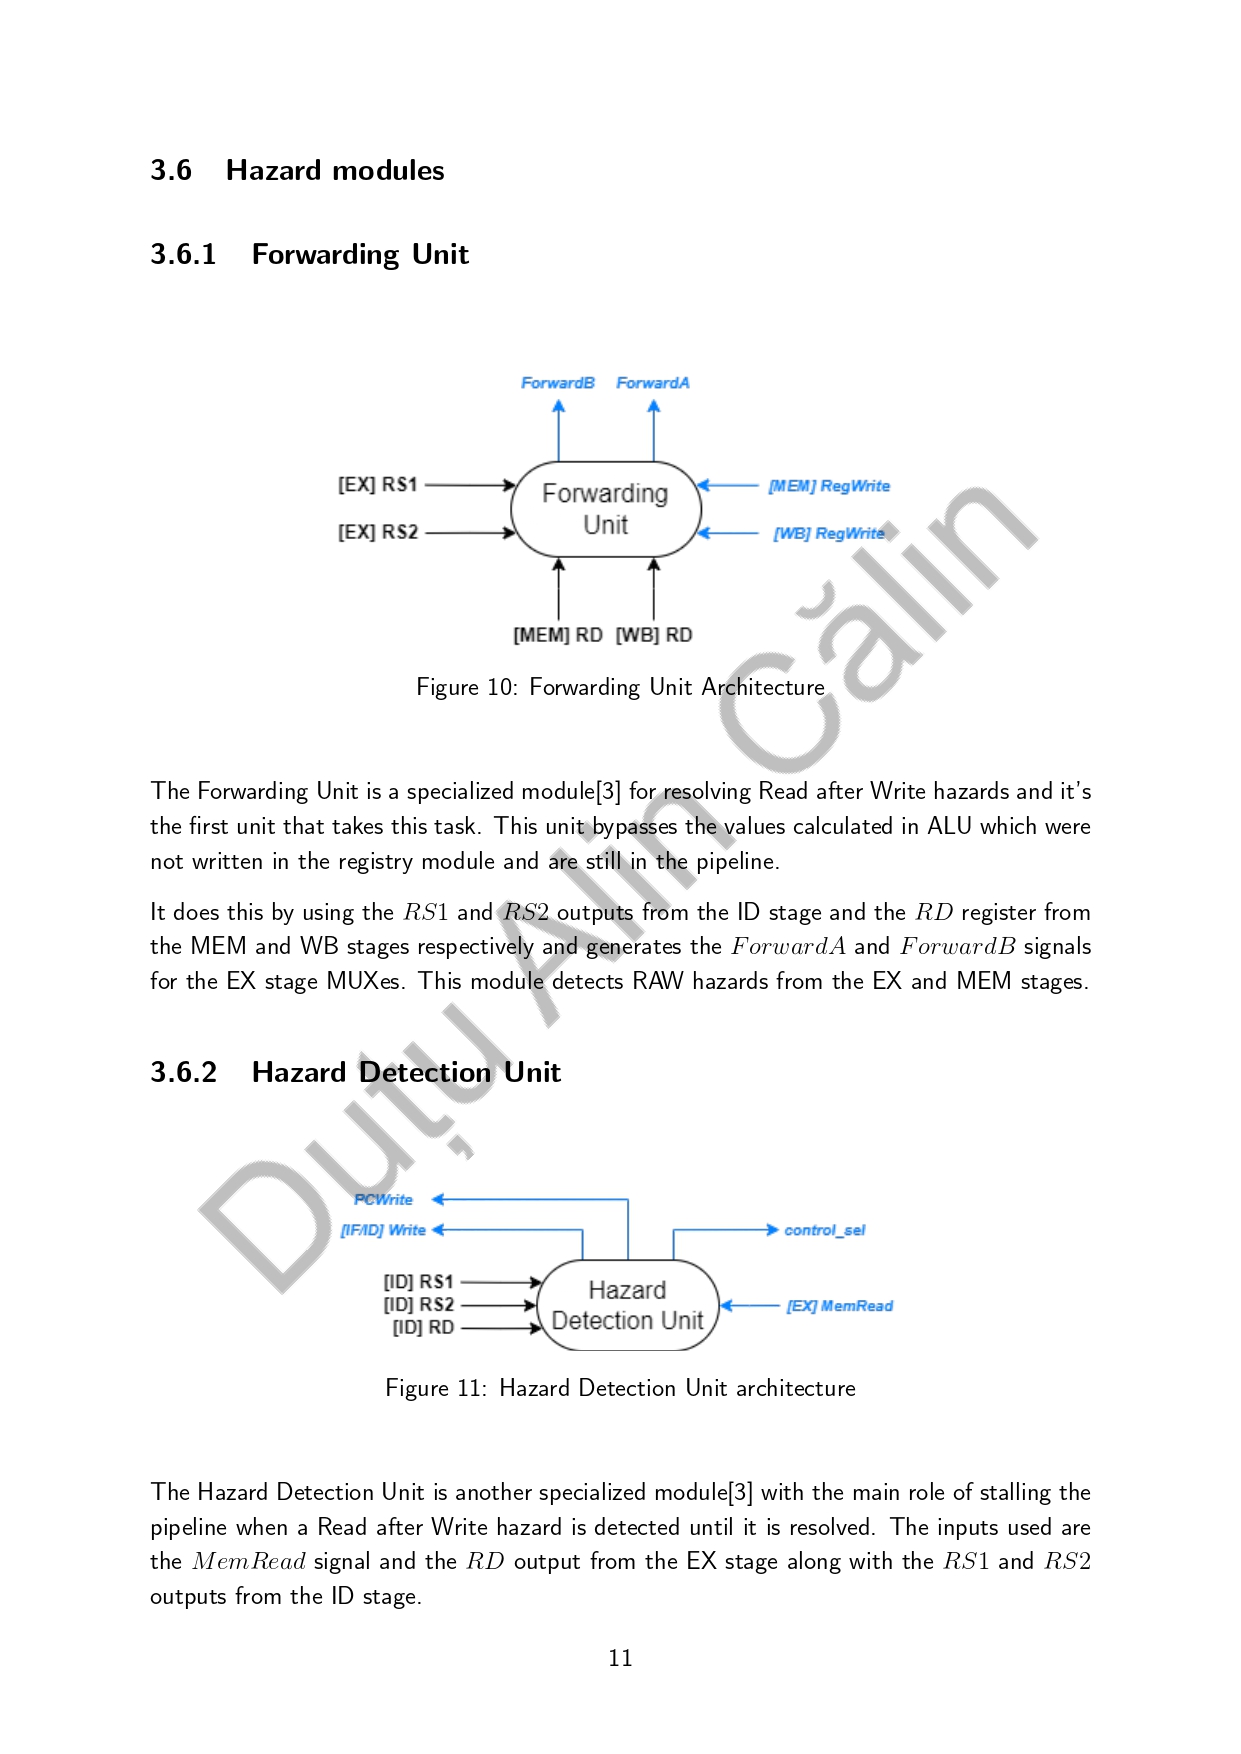 3.6 Hazard modules
3.6.1 Forwarding Unit
ForwardB ForwardA
[EX] RS1
[EX] RS2
Forwarding
Unit
[MEM] RegWrite
[WB] RegWrite
[MEM] RD [WB] RD
Figure 10: Forwarding Unit Architecture
The Forwarding Unit is a specialized module[3] for resolving Read after Write hazards and it's
the first unit that takes this task. This unit bypasses the values calculated in ALU which were
not written in the registry module and are still in the pipeline.
It does this by using the RS1 and RS2 outputs from the ID stage and the RD register from
the MEM and WB stages respectively and generates the ForwardA and ForwardB signals
for the EX stage MUXes. This module detects RAW hazards from the EX and MEM stages.
3.6.2 Hazard Detection Unit
PCWrite
[IF/ID] Write
control_sel
[ID] RS1
[ID] RS2
[ID] RD
Hazard
Detection Unit
[EX] MemRead
Figure 11: Hazard Detection Unit architecture
The Hazard Detection Unit is another specialized module[3] with the main role of stalling the
pipeline when a Read after Write hazard is detected until it is resolved. The inputs used are
the MemRead signal and the RD output from the EX stage along with the RS1 and RS2
outputs from the ID stage.
11
Duțu Alin Călin